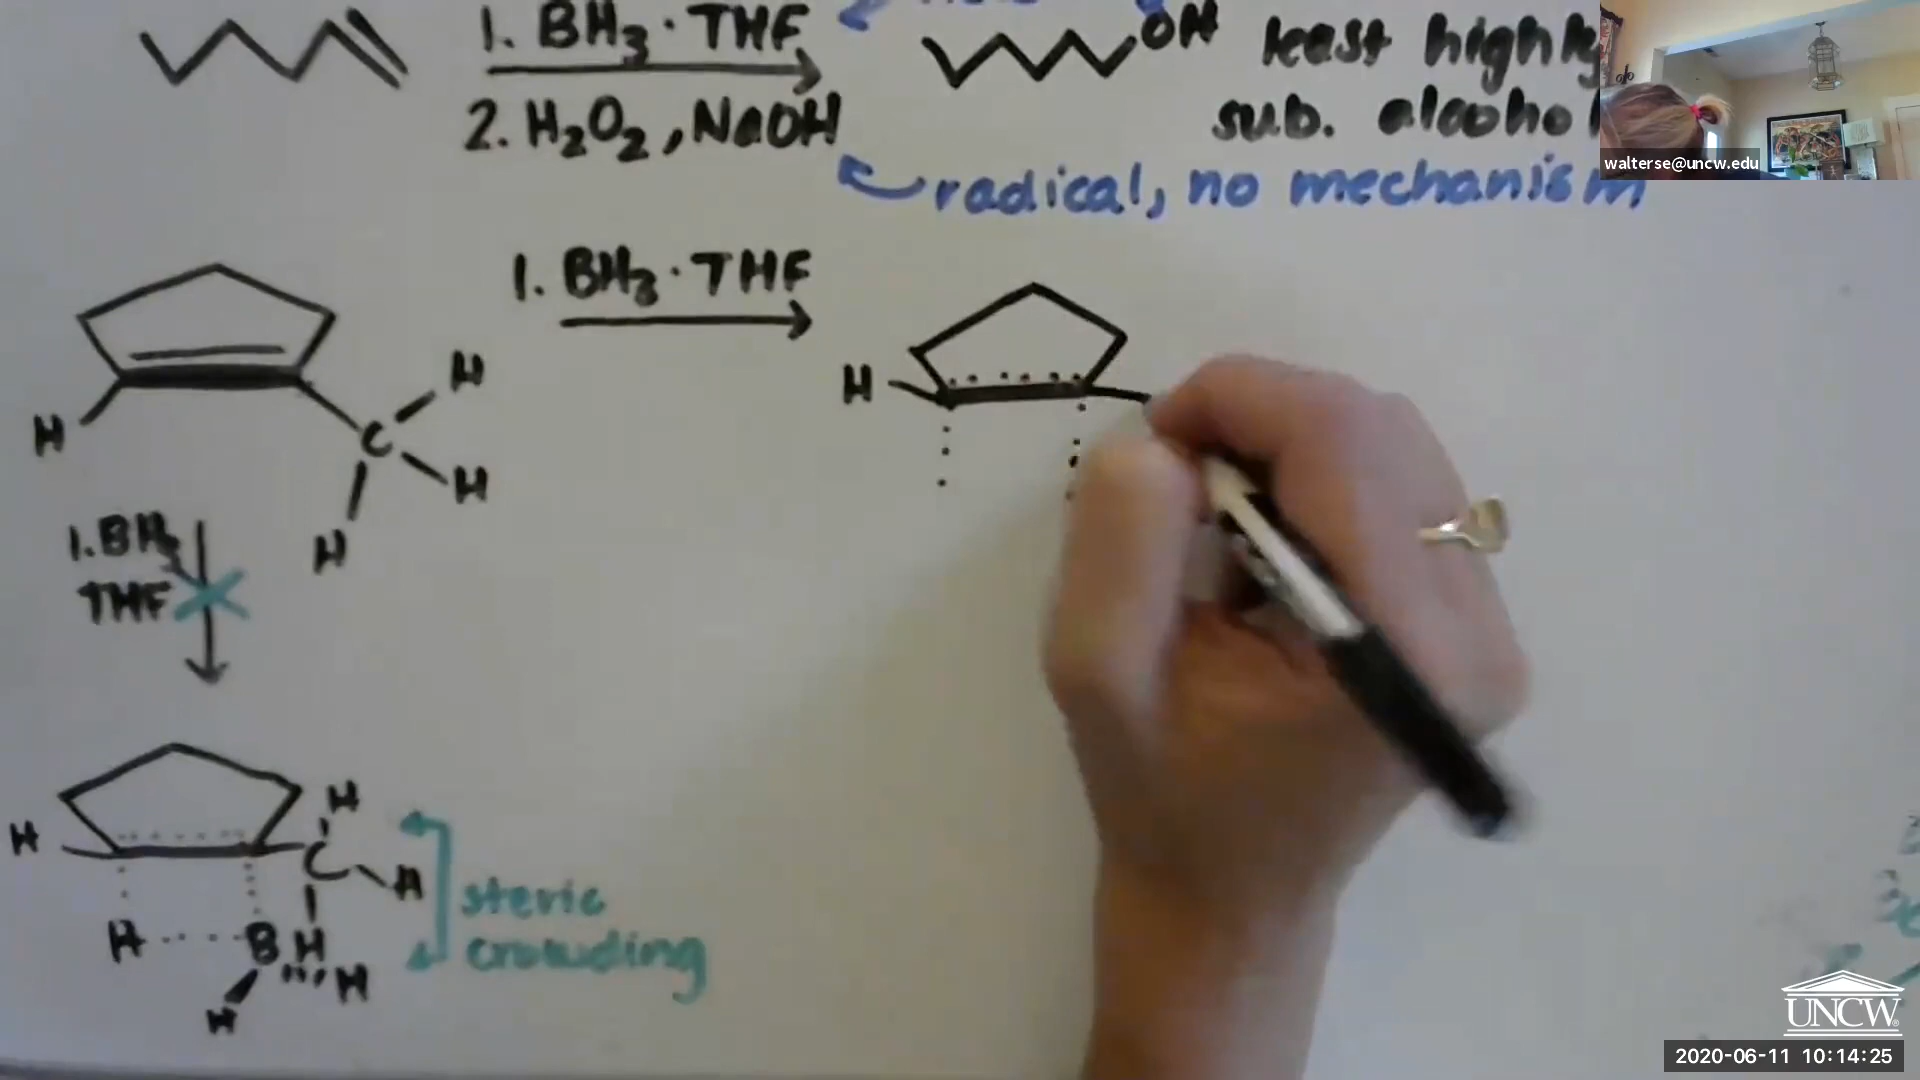 1. BH3 · THF
2. H2O2, NaOH
OH
least highly
sub. alcohol
radical, no mechanism
walterse@uncw.edu
1. BH3 · THF
H
H
C
H
H
H
1. BH3
THF
H
H
C
H
H
B
H
H
H
steric
crowding
UNCW
2020-06-11 10:14:25